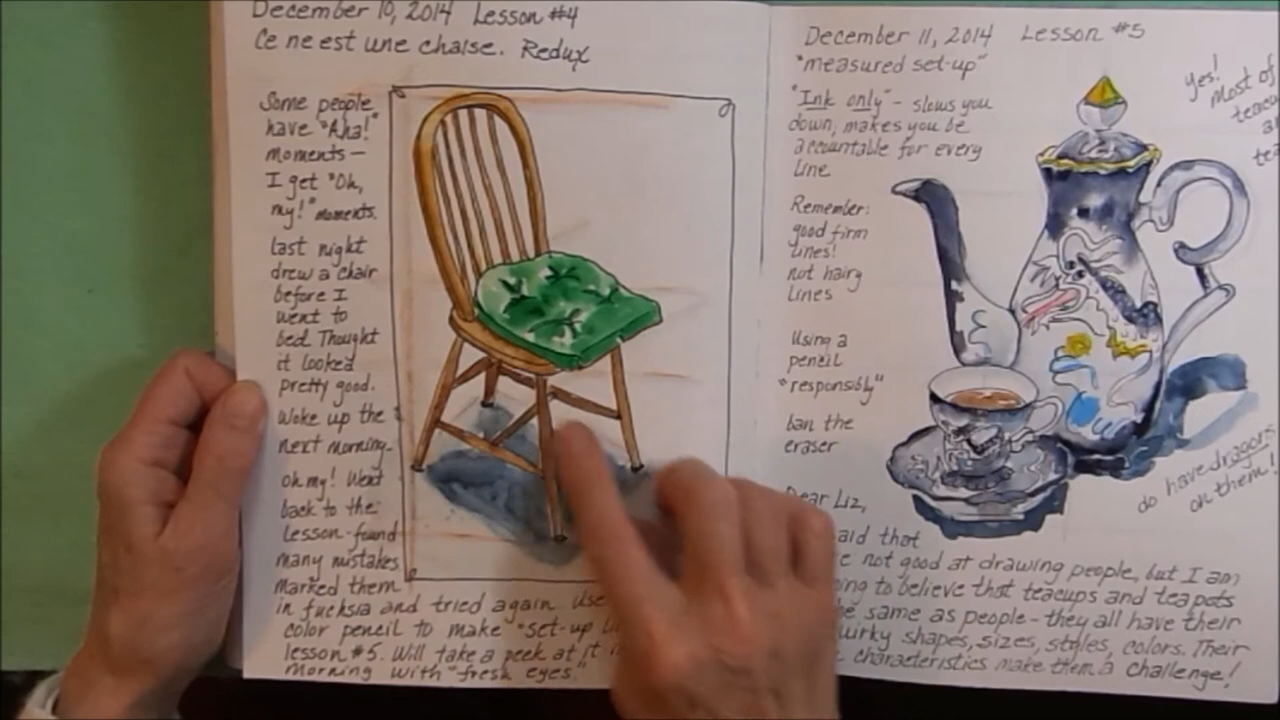 December 10, 2014 Lesson #4
Ce ne est une chaise. Redux
Some people
have "Aha!"
moments—
I get "Oh,
my!" moments.
Last night
drew a chair
before I
went to
bed. Thought
it looked
pretty good.
Woke up the
next morning–
oh my! Went
back to the
Lesson–found
many mistakes
marked them
in fuchsia and tried again. Use
color pencil to make "set-up
lesson #5. Will take a peek at it
morning with "fresh eyes."
December 11, 2014 Lesson #5
"measured set-up"
"Ink only" – slows you
down, makes you be
accountable for every
line
Remember:
good firm
lines!
not hairy
lines
Using a
pencil
"responsibly"
ban the
eraser
yes!
Most of
do have dragons
on them!
Dear Liz,
that
not good at drawing people, but I am
to believe that teacups and teapots
same as people – they all have their
shapes, sizes, styles, colors. Their
characteristics make them a challenge!